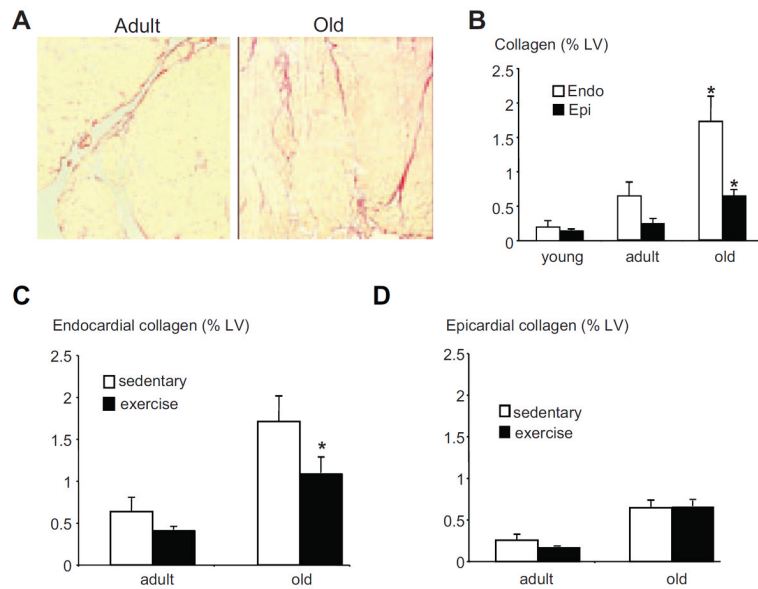 A
Adult
Old
B
Collagen (% LV)
2.5
2
1.5
1
0.5
0
Endo
Epi
*
*
young
adult
old
C
Endocardial collagen (% LV)
2.5
2
1.5
1
0.5
0
sedentary
exercise
*
adult
old
D
Epicardial collagen (% LV)
2.5
2
1.5
1
0.5
0
sedentary
exercise
adult
old